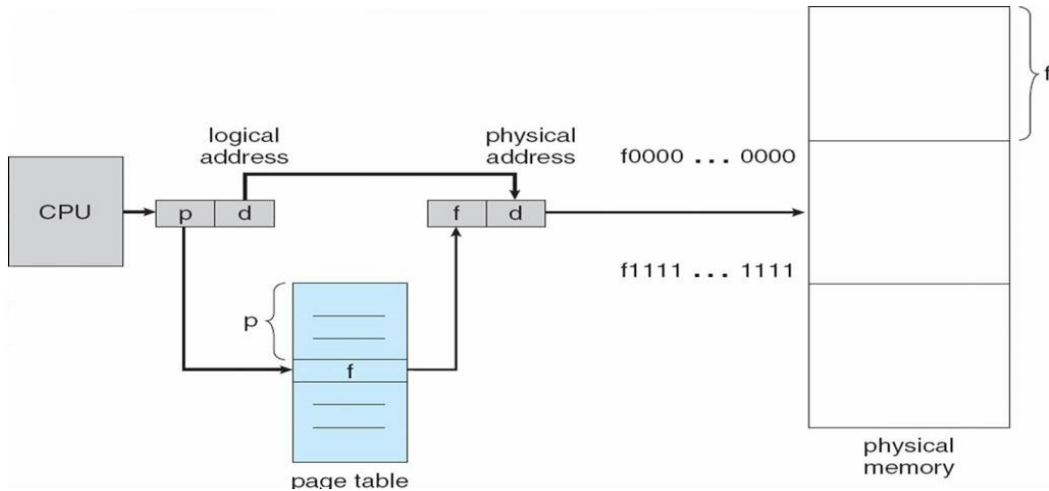 f
logical
address
physical
address
f0000 ... 0000
CPU
p
d
f
d
f1111 ... 1111
p
f
page table
physical
memory